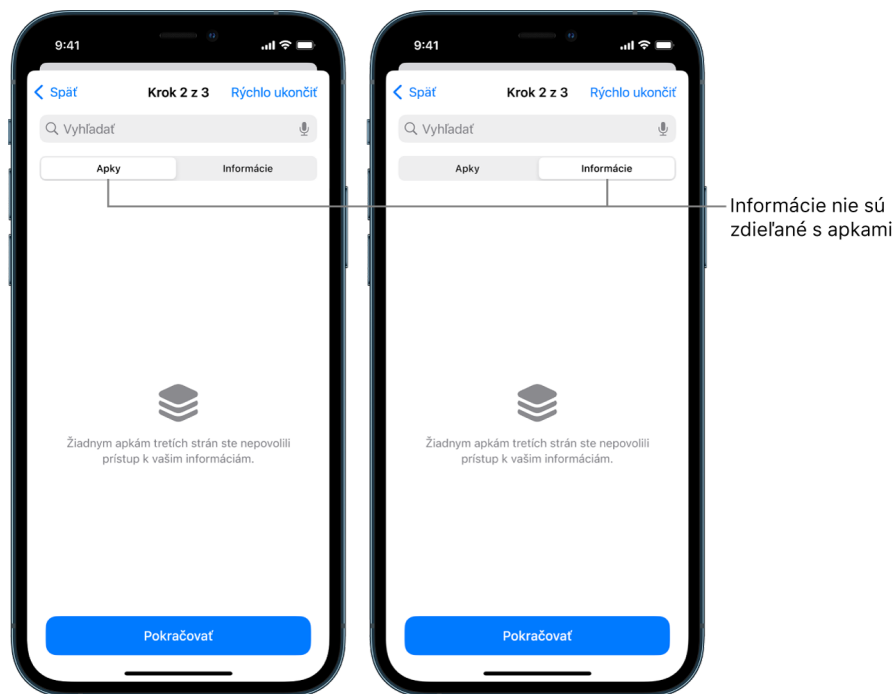 9:41
Späť
Krok 2 z 3
Rýchlo ukončiť
Vyhľadať
Apky
Informácie
Žiadnym apkám tretích strán ste nepovolili
prístup k vašim informáciám.
Pokračovať
9:41
Späť
Krok 2 z 3
Rýchlo ukončiť
Vyhľadať
Apky
Informácie
Žiadnym apkám tretích strán ste nepovolili
prístup k vašim informáciám.
Pokračovať
Informácie nie sú
zdieľané s apkami